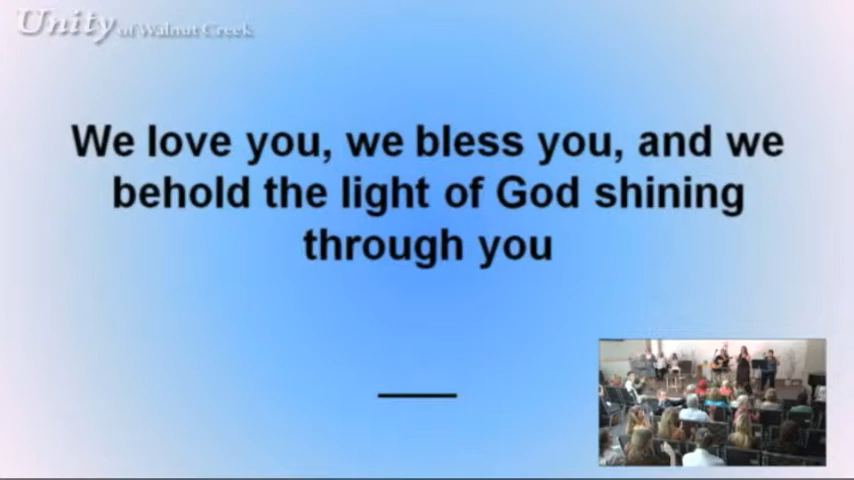 Unity of Walnut Creek
We love you, we bless you, and we
behold the light of God shining
through you